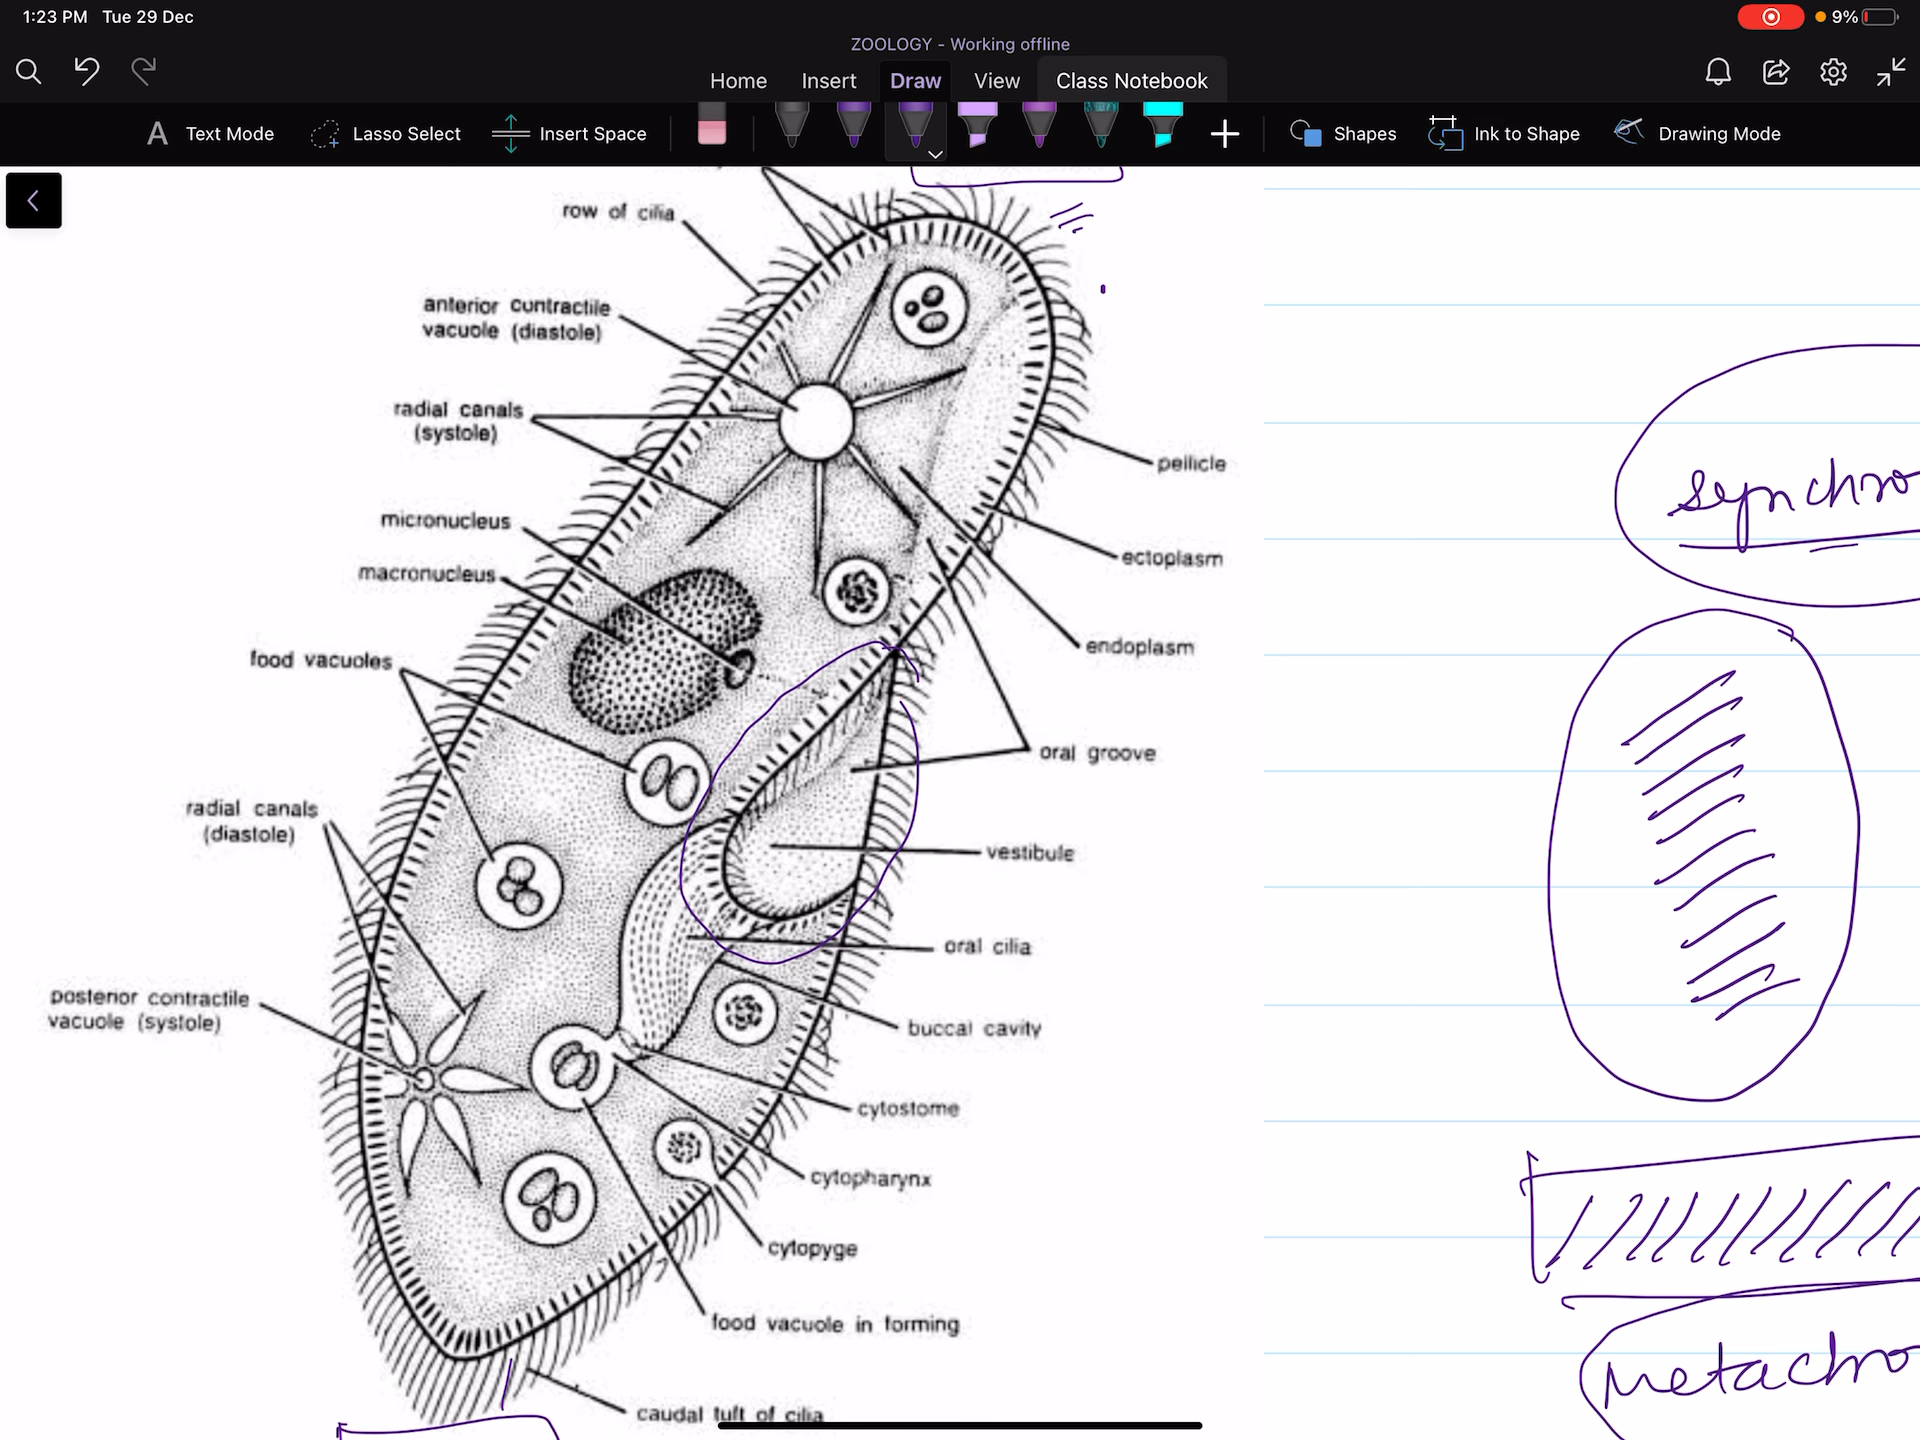 1:23 PM Tue 29 Dec
9%
ZOOLOGY - Working offline
Home Insert Draw View Class Notebook
A Text Mode Lasso Select Insert Space Shapes Ink to Shape Drawing Mode
row of cilia
anterior contractile
vacuole (diastole)
radial canals
(systole)
pellicle
synchro
micronucleus
ectoplasm
macronucleus
endoplasm
food vacuoles
oral groove
radial canals
(diastole)
vestibule
oral cilia
posterior contractile
vacuole (systole)
buccal cavity
cytostome
cytopharynx
cytopyge
food vacuole in forming
metachro
caudal tuft of cilia